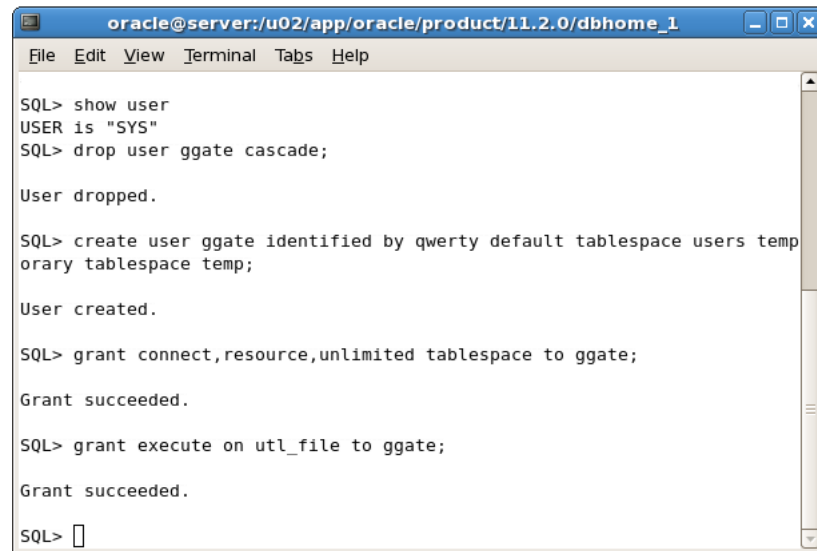 oracle@server:/u02/app/oracle/product/11.2.0/dbhome_1
File Edit View Terminal Tabs Help
SQL> show user
USER is "SYS"
SQL> drop user ggate cascade;
User dropped.
SQL> create user ggate identified by qwerty default tablespace users temp
orary tablespace temp;
User created.
SQL> grant connect,resource,unlimited tablespace to ggate;
Grant succeeded.
SQL> grant execute on utl_file to ggate;
Grant succeeded.
SQL>